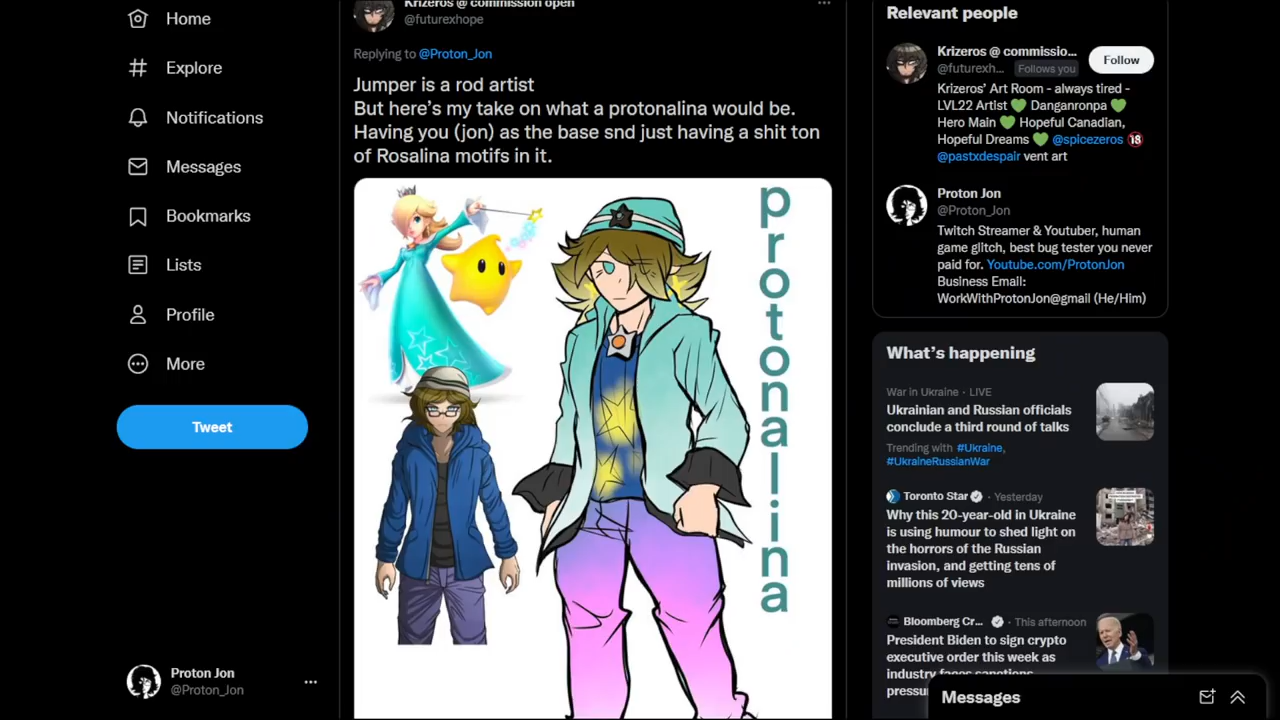 Home
Explore
Notifications
Messages
Bookmarks
Lists
Profile
More
Tweet
Proton Jon
@Proton_Jon
Krizeros @ commission open
@futurexhope
Replying to @Proton_Jon
Jumper is a rod artist
But here's my take on what a protonalina would be.
Having you (jon) as the base snd just having a shit ton
of Rosalina motifs in it.
protonalina
Relevant people
Krizeros @ commissio...
@futurexh... Follows you
Follow
Krizeros' Art Room - always tired -
LVL22 Artist 💚 Danganronpa 💚
Hero Main 💚 Hopeful Canadian,
Hopeful Dreams 💚 @spicezeros 🔞
@pastxdespair vent art
Proton Jon
@Proton_Jon
Twitch Streamer & Youtuber, human
game glitch, best bug tester you never
paid for. Youtube.com/ProtonJon
Business Email:
WorkWithProtonJon@gmail (He/Him)
What's happening
War in Ukraine · LIVE
Ukrainian and Russian officials
conclude a third round of talks
Trending with #Ukraine,
#UkraineRussianWar
Toronto Star · Yesterday
Why this 20-year-old in Ukraine
is using humour to shed light on
the horrors of the Russian
invasion, and getting tens of
millions of views
Bloomberg Cr... · This afternoon
President Biden to sign crypto
executive order this week as
industry faces sanctions
Messages